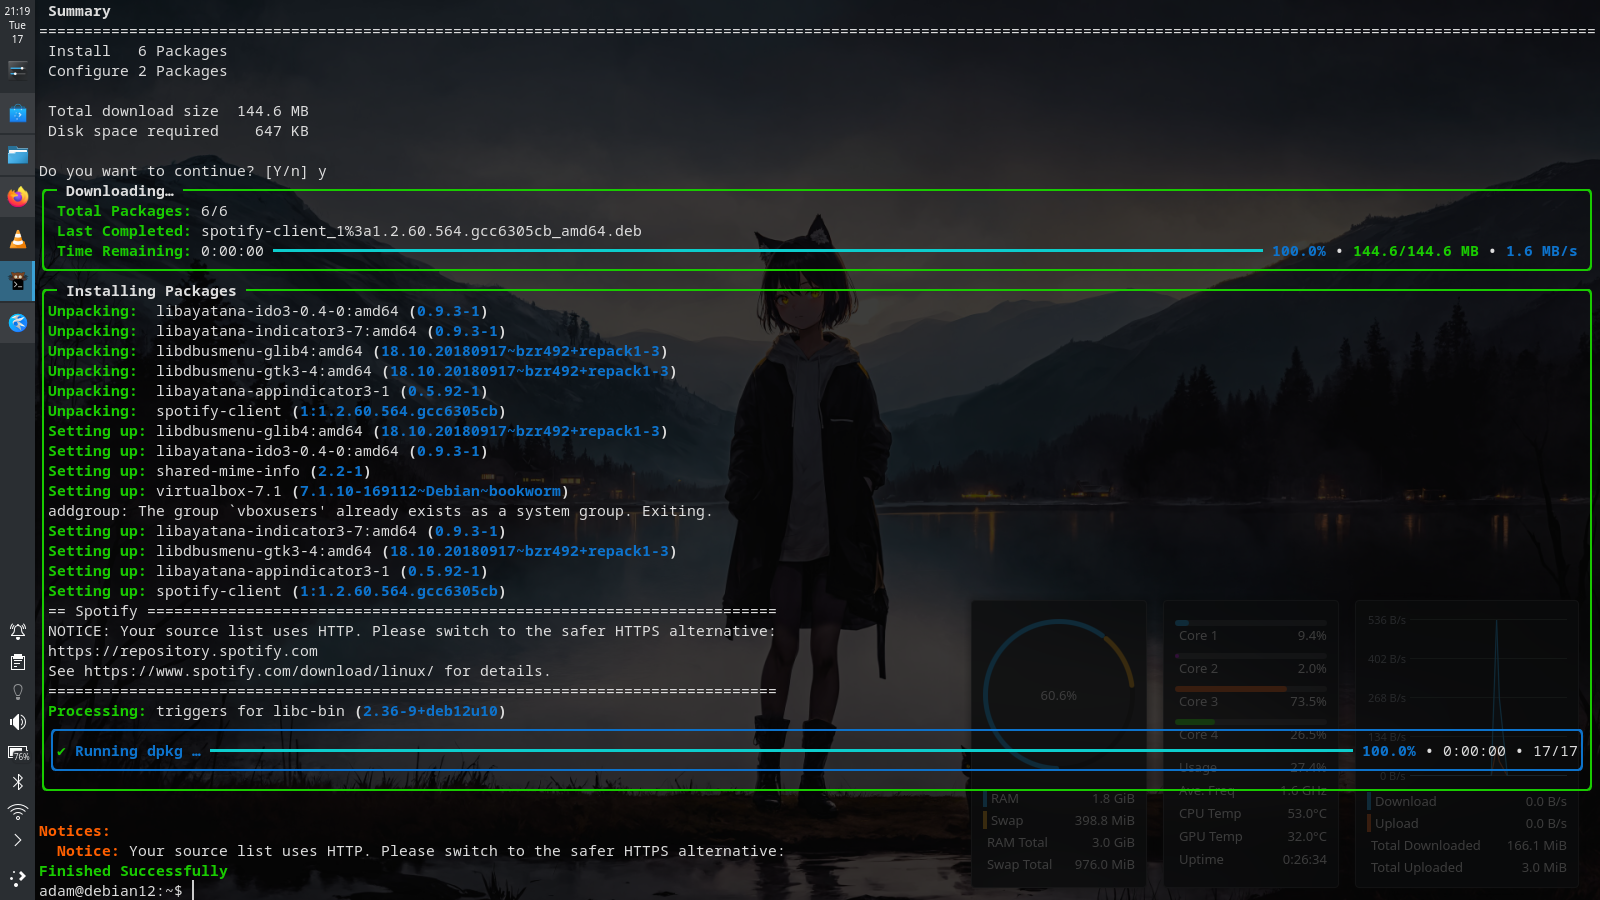 21:19
Tue
17
76%
Summary
=============================================================================================================================================================================
Install   6 Packages
Configure 2 Packages
Total download size  144.6 MB
Disk space required    647 KB
Do you want to continue? [Y/n] y
Downloading…
Total Packages: 6/6
Last Completed: spotify-client_1%3a1.2.60.564.gcc6305cb_amd64.deb
Time Remaining: 0:00:00 100.0% • 144.6/144.6 MB • 1.6 MB/s
Installing Packages
Unpacking:  libayatana-ido3-0.4-0:amd64 (0.9.3-1)
Unpacking:  libayatana-indicator3-7:amd64 (0.9.3-1)
Unpacking:  libdbusmenu-glib4:amd64 (18.10.20180917~bzr492+repack1-3)
Unpacking:  libdbusmenu-gtk3-4:amd64 (18.10.20180917~bzr492+repack1-3)
Unpacking:  libayatana-appindicator3-1 (0.5.92-1)
Unpacking:  spotify-client (1:1.2.60.564.gcc6305cb)
Setting up: libdbusmenu-glib4:amd64 (18.10.20180917~bzr492+repack1-3)
Setting up: libayatana-ido3-0.4-0:amd64 (0.9.3-1)
Setting up: shared-mime-info (2.2-1)
Setting up: virtualbox-7.1 (7.1.10-169112~Debian~bookworm)
addgroup: The group `vboxusers' already exists as a system group. Exiting.
Setting up: libayatana-indicator3-7:amd64 (0.9.3-1)
Setting up: libdbusmenu-gtk3-4:amd64 (18.10.20180917~bzr492+repack1-3)
Setting up: libayatana-appindicator3-1 (0.5.92-1)
Setting up: spotify-client (1:1.2.60.564.gcc6305cb)
== Spotify ======================================================================
NOTICE: Your source list uses HTTP. Please switch to the safer HTTPS alternative:
https://repository.spotify.com
See https://www.spotify.com/download/linux/ for details.
=================================================================================
Processing: triggers for libc-bin (2.36-9+deb12u10)
✔ Running dpkg … 100.0% • 0:00:00 • 17/17
Notices:
Notice: Your source list uses HTTP. Please switch to the safer HTTPS alternative:
Finished Successfully
adam@debian12:~$
60.6%
RAM 1.8 GiB
Swap 398.8 MiB
RAM Total 3.0 GiB
Swap Total 976.0 MiB
Core 1 9.4%
Core 2 2.0%
Core 3 73.5%
Core 4 26.5%
Usage 27.4%
Ave. Freq 1.6 GHz
CPU Temp 53.0°C
GPU Temp 32.0°C
Uptime 0:26:34
536 B/s
402 B/s
268 B/s
134 B/s
0 B/s
Download 0.0 B/s
Upload 0.0 B/s
Total Downloaded 166.1 MiB
Total Uploaded 3.0 MiB